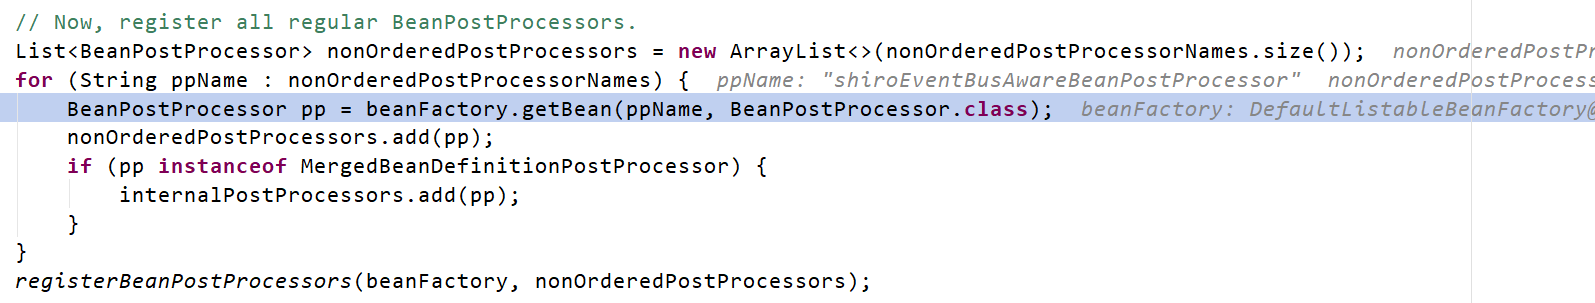 // Now, register all regular BeanPostProcessors.
List<BeanPostProcessor> nonOrderedPostProcessors = new ArrayList<>(nonOrderedPostProcessorNames.size()); nonOrderedPostPr
for (String ppName : nonOrderedPostProcessorNames) { ppName: "shiroEventBusAwareBeanPostProcessor" nonOrderedPostProcess
BeanPostProcessor pp = beanFactory.getBean(ppName, BeanPostProcessor.class); beanFactory: DefaultListableBeanFactory@
nonOrderedPostProcessors.add(pp);
if (pp instanceof MergedBeanDefinitionPostProcessor) {
internalPostProcessors.add(pp);
}
}
registerBeanPostProcessors(beanFactory, nonOrderedPostProcessors);